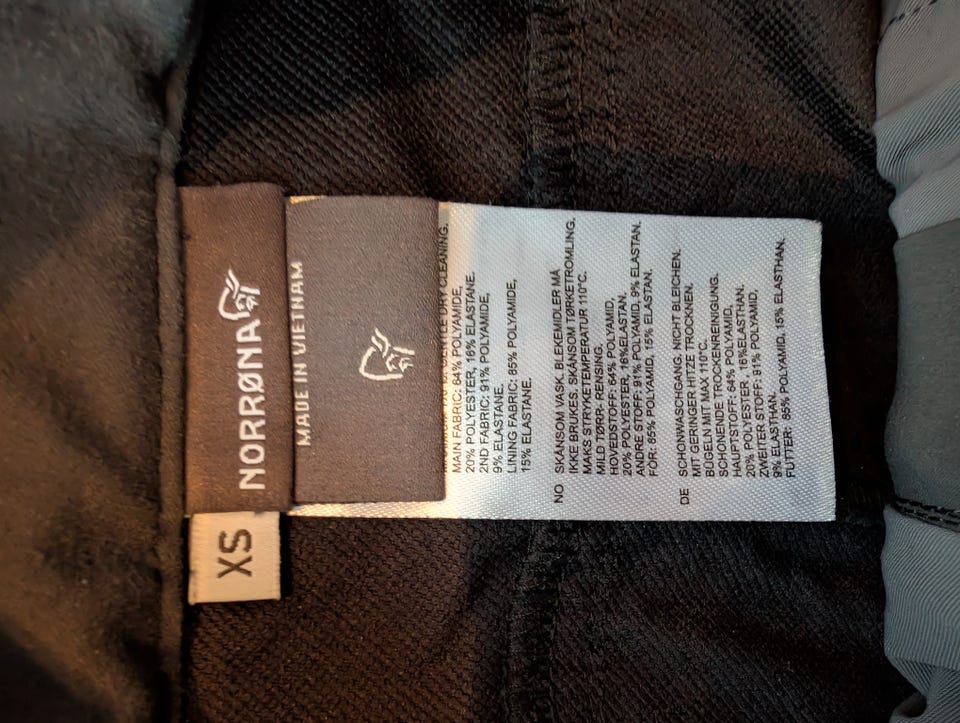 NORRØNA
XS
MADE IN VIETNAM
GENTLE DRY CLEANING.
MAIN FABRIC: 64% POLYAMIDE,
20% POLYESTER, 16% ELASTANE.
2ND FABRIC: 91% POLYAMIDE,
9% ELASTANE.
LINING FABRIC: 85% POLYAMIDE,
15% ELASTANE.
NO SKÅNSOM VASK. BLEKEMIDLER MÅ
IKKE BRUKES. SKÅNSOM TØRKETROMLING.
MAKS STRYKETEMPERATUR 110°C.
MILD TØRR- RENSING.
HOVEDSTOFF: 64% POLYAMID,
20% POLYESTER, 16%ELASTAN.
ANDRE STOFF: 91% POLYAMID, 9% ELASTAN.
FÔR: 85% POLYAMID, 15% ELASTAN.
DE SCHONWASCHGANG. NICHT BLEICHEN.
MIT GERINGER HITZE TROCKNEN.
BÜGELN MIT MAX 110°C.
SCHONENDE TROCKENREINIGUNG.
HAUPTSTOFF: 64% POLYAMID,
20% POLYESTER, 16%ELASTHAN.
ZWEITER STOFF: 91% POLYAMID,
9% ELASTHAN.
FUTTER: 85% POLYAMID, 15% ELASTHAN.